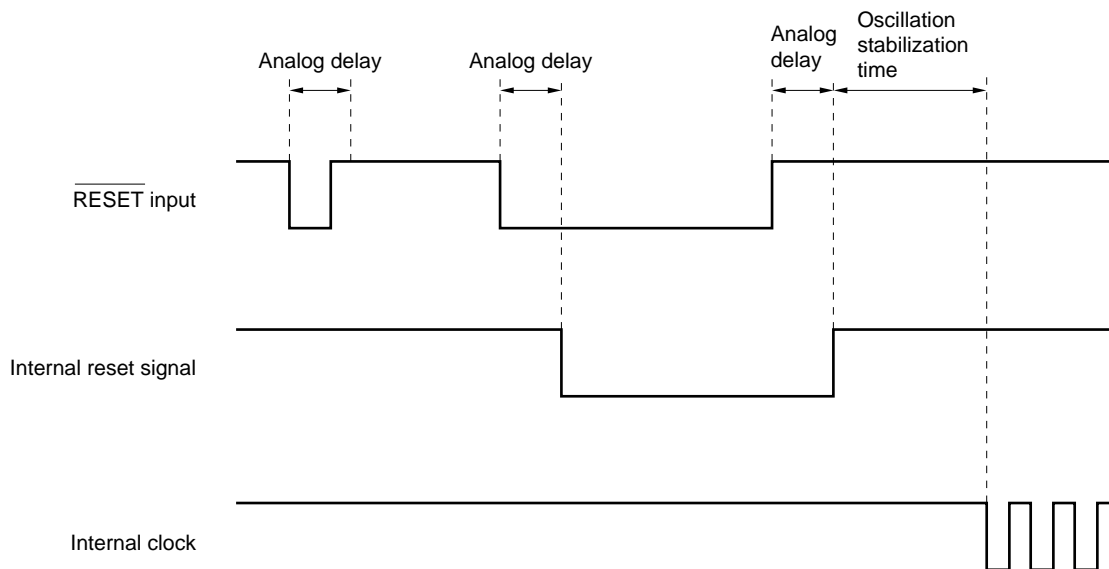 Analog delay
Analog delay
Analog
delay
Oscillation
stabilization
time
RESET input
Internal reset signal
Internal clock